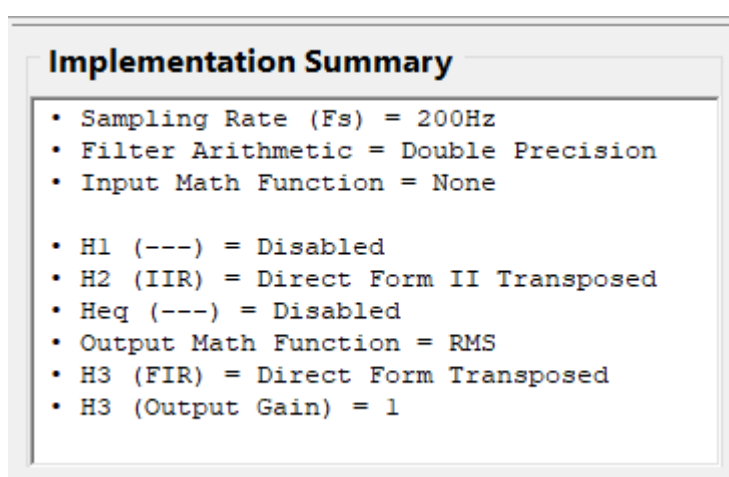 Implementation Summary
• Sampling Rate (Fs) = 200Hz
• Filter Arithmetic = Double Precision
• Input Math Function = None
• H1 (---) = Disabled
• H2 (IIR) = Direct Form II Transposed
• Heq (---) = Disabled
• Output Math Function = RMS
• H3 (FIR) = Direct Form Transposed
• H3 (Output Gain) = 1